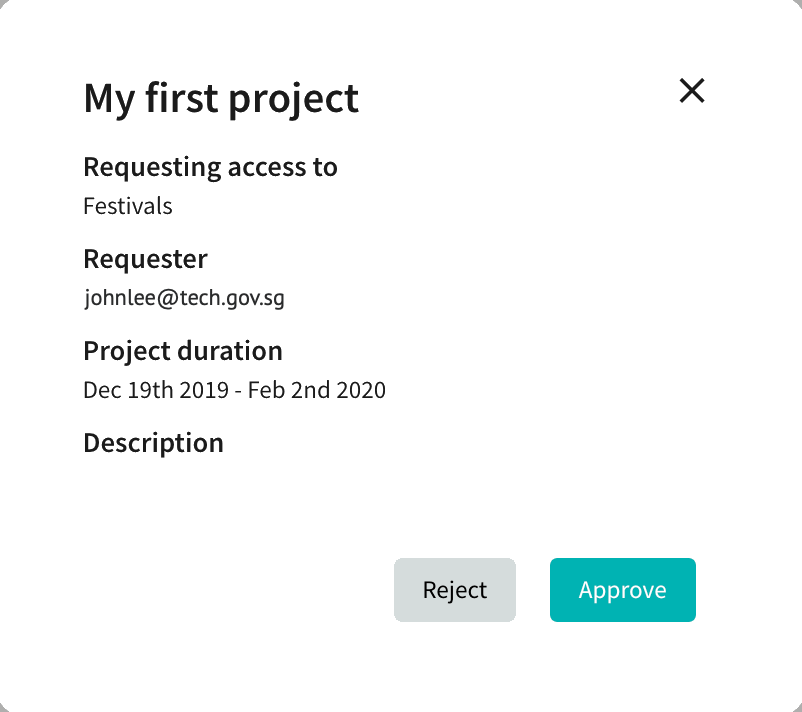 My first project
Requesting access to
Festivals
Requester
johnlee@tech.gov.sg
Project duration
Dec 19th 2019 - Feb 2nd 2020
Description
Reject
Approve